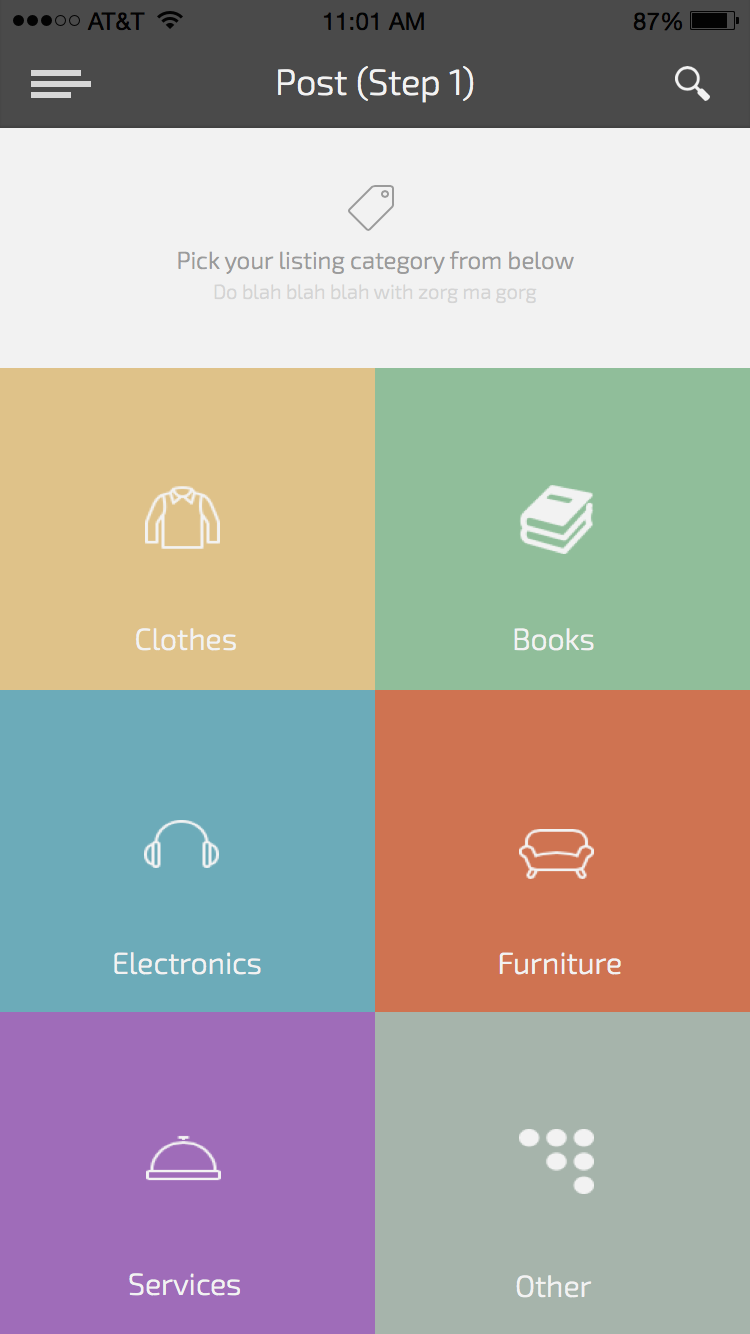 AT&T 11:01 AM 87%
Post (Step 1)
Pick your listing category from below
Do blah blah blah with zorg ma gorg
Clothes Books
Electronics Furniture
Services Other